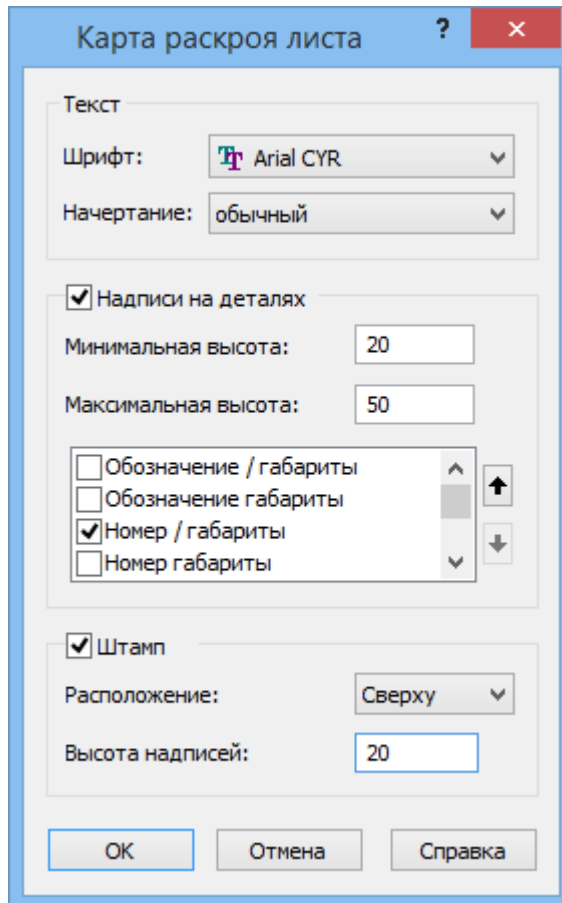 Карта раскроя листа ? ×
Текст
Шрифт: Arial CYR
Начертание: обычный
Надписи на деталях
Минимальная высота: 20
Максимальная высота: 50
Обозначение / габариты
Обозначение габариты
Номер / габариты
Номер габариты
Штамп
Расположение: Сверху
Высота надписей: 20
ОК Отмена Справка